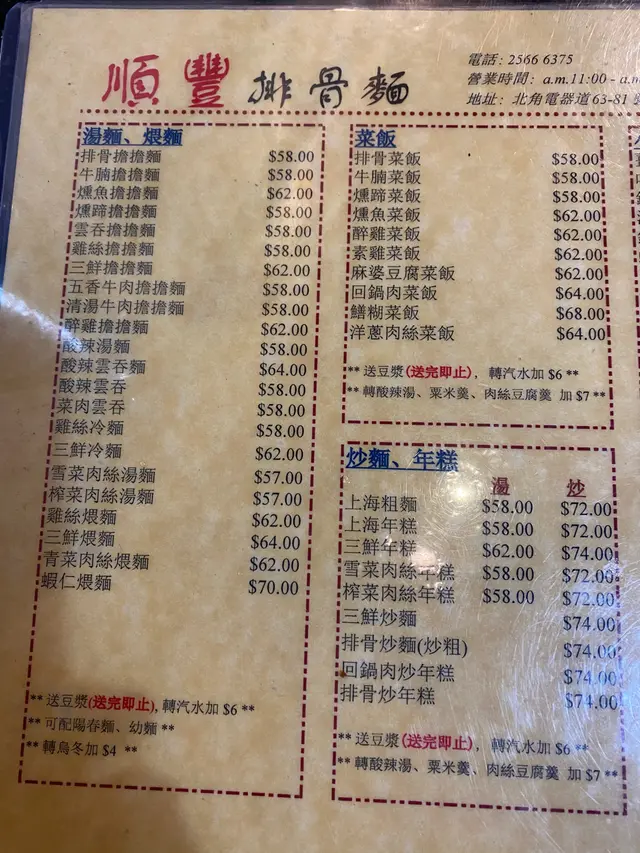 順豐排骨麵
電話: 2566 6375
營業時間: a.m.11:00 - a.m
地址: 北角電器道63-81
湯麵、煨麵
排骨擔擔麵 $58.00
牛腩擔擔麵 $58.00
燻魚擔擔麵 $62.00
燻蹄擔擔麵 $58.00
雲吞擔擔麵 $58.00
雞絲擔擔麵 $58.00
三鮮擔擔麵 $62.00
五香牛肉擔擔麵 $58.00
清湯牛肉擔擔麵 $58.00
醉雞擔擔麵 $62.00
酸辣湯麵 $58.00
酸辣雲吞麵 $64.00
酸辣雲吞 $58.00
菜肉雲吞 $58.00
雞絲冷麵 $58.00
三鮮冷麵 $62.00
雪菜肉絲湯麵 $57.00
榨菜肉絲湯麵 $57.00
雞絲煨麵 $62.00
三鮮煨麵 $64.00
青菜肉絲煨麵 $62.00
蝦仁煨麵 $70.00
** 送豆漿(送完即止), 轉汽水加 $6 **
** 可配陽春麵、幼麵 **
** 轉烏冬加 $4 **
菜飯
排骨菜飯 $58.00
牛腩菜飯 $58.00
燻蹄菜飯 $58.00
燻魚菜飯 $62.00
醉雞菜飯 $62.00
素雞菜飯 $62.00
麻婆豆腐菜飯 $62.00
回鍋肉菜飯 $64.00
鱔糊菜飯 $68.00
洋蔥肉絲菜飯 $64.00
** 送豆漿(送完即止), 轉汽水加 $6 **
** 轉酸辣湯、粟米羹、肉絲豆腐羹 加 $7 **
炒麵、年糕
湯 炒
上海粗麵 $58.00 $72.00
上海年糕 $58.00 $72.00
三鮮年糕 $62.00 $74.00
雪菜肉絲年糕 $58.00 $72.00
榨菜肉絲年糕 $58.00 $72.00
三鮮炒麵 $74.00
排骨炒麵(炒粗) $74.00
回鍋肉炒年糕 $74.00
排骨炒年糕 $74.00
** 送豆漿(送完即止), 轉汽水加 $6 **
** 轉酸辣湯、粟米羹、肉絲豆腐羹 加 $7 **